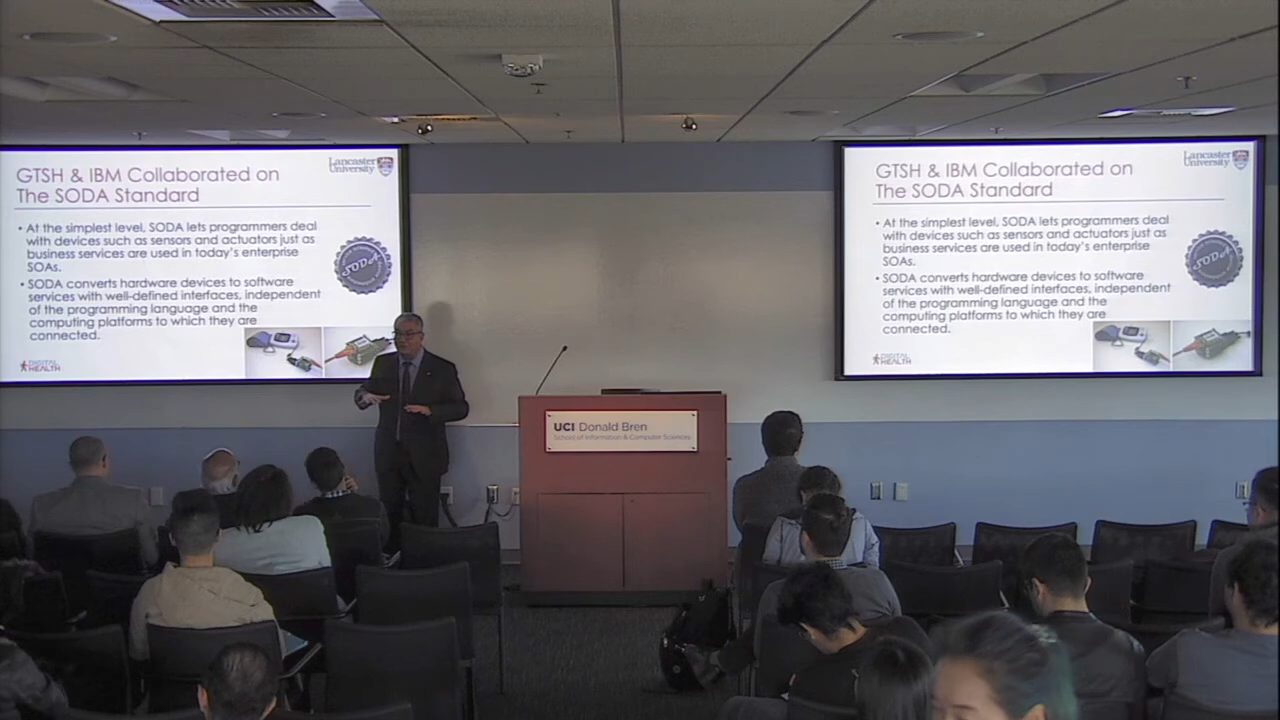 GTSH & IBM Collaborated on
The SODA Standard
Lancaster
University
• At the simplest level, SODA lets programmers deal
with devices such as sensors and actuators just as
business services are used in today's enterprise
SOAs.
• SODA converts hardware devices to software
services with well-defined interfaces, independent
of the programming language and the
computing platforms to which they are
connected.
SODA
DIGITAL
HEALTH
UCI Donald Bren
School of Information & Computer Sciences
GTSH & IBM Collaborated on
The SODA Standard
Lancaster
University
• At the simplest level, SODA lets programmers deal
with devices such as sensors and actuators just as
business services are used in today's enterprise
SOAs.
• SODA converts hardware devices to software
services with well-defined interfaces, independent
of the programming language and the
computing platforms to which they are
connected.
SODA
DIGITAL
HEALTH